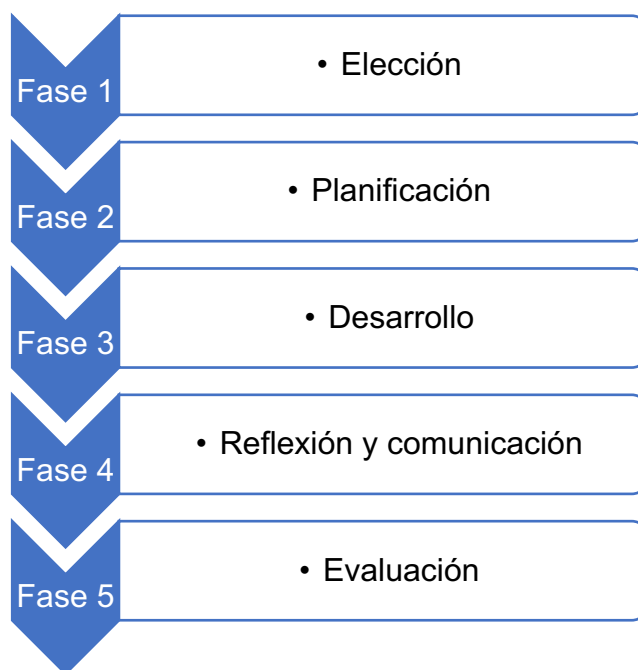 Fase 1
• Elección
Fase 2
• Planificación
Fase 3
• Desarrollo
Fase 4
• Reflexión y comunicación
Fase 5
• Evaluación